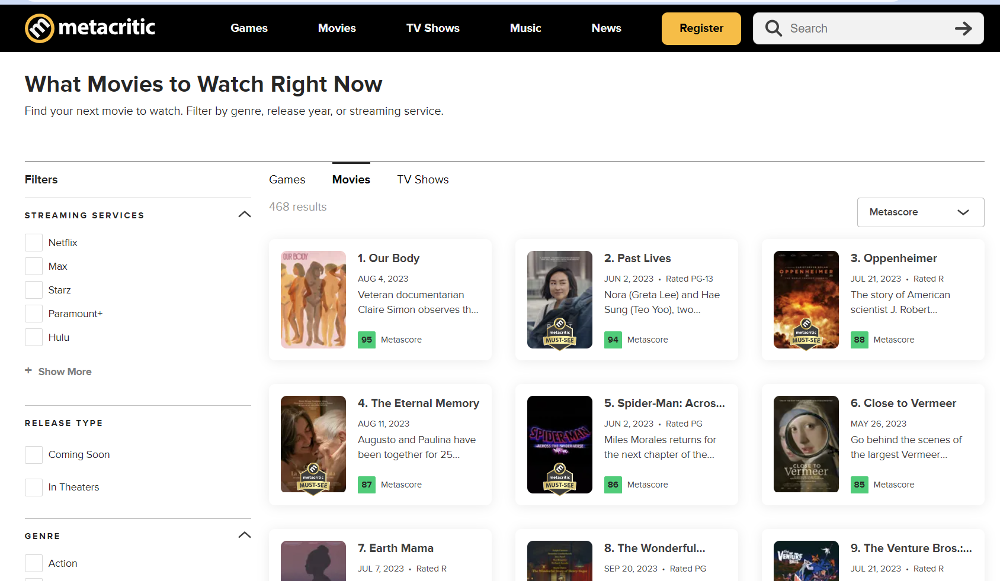 metacritic
Games
Movies
TV Shows
Music
News
Register
Search
What Movies to Watch Right Now
Find your next movie to watch. Filter by genre, release year, or streaming service.
Filters
STREAMING SERVICES
Netflix
Max
Starz
Paramount+
Hulu
+ Show More
RELEASE TYPE
Coming Soon
In Theaters
GENRE
Action
Games
Movies
TV Shows
468 results
Metascore
OUR BODY
1. Our Body
AUG 4, 2023
Veteran documentarian
Claire Simon observes th...
95 Metascore
metacritic
MUST-SEE
2. Past Lives
JUN 2, 2023 • Rated PG-13
Nora (Greta Lee) and Hae
Sung (Teo Yoo), two...
94 Metascore
OPPENHEIMER
metacritic
MUST-SEE
3. Oppenheimer
JUL 21, 2023 • Rated R
The story of American
scientist J. Robert...
88 Metascore
metacritic
MUST-SEE
4. The Eternal Memory
AUG 11, 2023
Augusto and Paulina have
been together for 25...
87 Metascore
SPIDER-MAN
ACROSS THE SPIDER-VERSE
metacritic
MUST-SEE
5. Spider-Man: Acros...
JUN 2, 2023 • Rated PG
Miles Morales returns for
the next chapter of the...
86 Metascore
CLOSE TO
Vermeer
6. Close to Vermeer
MAY 26, 2023
Go behind the scenes of
the largest Vermeer...
85 Metascore
7. Earth Mama
JUL 7, 2023 • Rated R
The Wonderful Story of Henry Sugar
8. The Wonderful...
SEP 20, 2023 • Rated PG
The
VENTURE
BROS.
9. The Venture Bros.:...
JUL 21, 2023 • Rated R